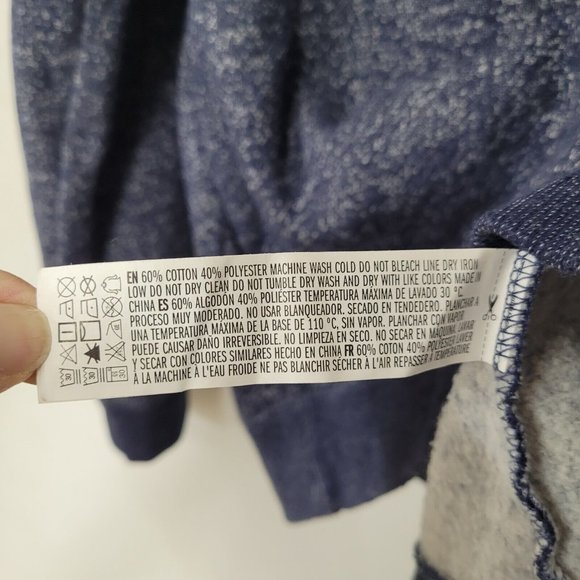 EN 60% COTTON 40% POLYESTER MACHINE WASH COLD DO NOT BLEACH LINE DRY IRON
LOW DO NOT DRY CLEAN DO NOT TUMBLE DRY WASH AND DRY WITH LIKE COLORS MADE IN
CHINA ES 60% ALGODÓN 40% POLIÉSTER TEMPERATURA MÁXIMA DE LAVADO 30 °C
PROCESO MUY MODERADO. NO USAR BLANQUEADOR. SECADO EN TENDEDERO. PLANCHAR A
UNA TEMPERATURA MÁXIMA DE LA BASE DE 110 °C, SIN VAPOR. PLANCHAR CON VAPOR
PUEDE CAUSAR DAÑO IRREVERSIBLE. NO LIMPIEZA EN SECO. NO SECAR EN MAQUINA. LAVAR
Y SECAR CON COLORES SIMILARES HECHO EN CHINA FR 60% COTON 40% POLYESTER LAVER
À LA MACHINE À L'EAU FROIDE NE PAS BLANCHIR SÉCHER À L'AIR REPASSER À TEMPÉRATURE